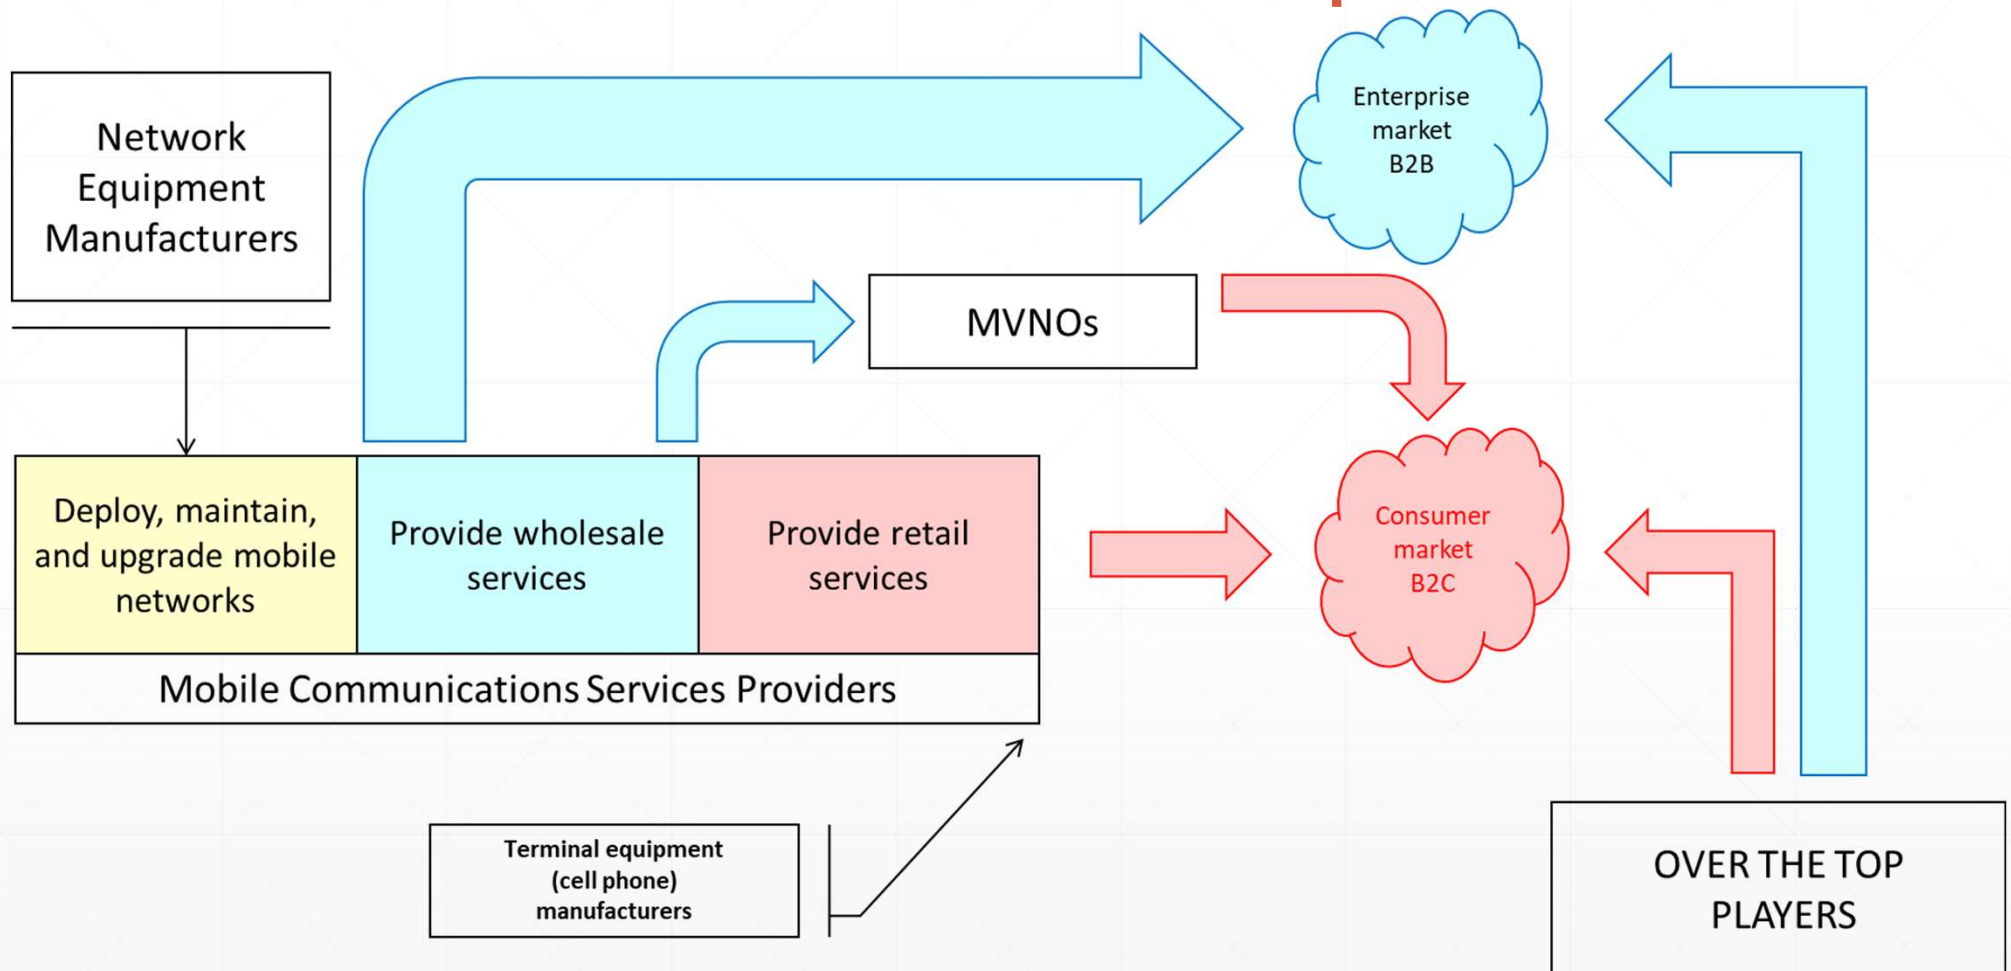 Network
Equipment
Manufacturers
Enterprise
market
B2B
MVNOs
Deploy, maintain,
and upgrade mobile
networks
Provide wholesale
services
Provide retail
services
Consumer
market
B2C
Mobile Communications Services Providers
Terminal equipment
(cell phone)
manufacturers
OVER THE TOP
PLAYERS